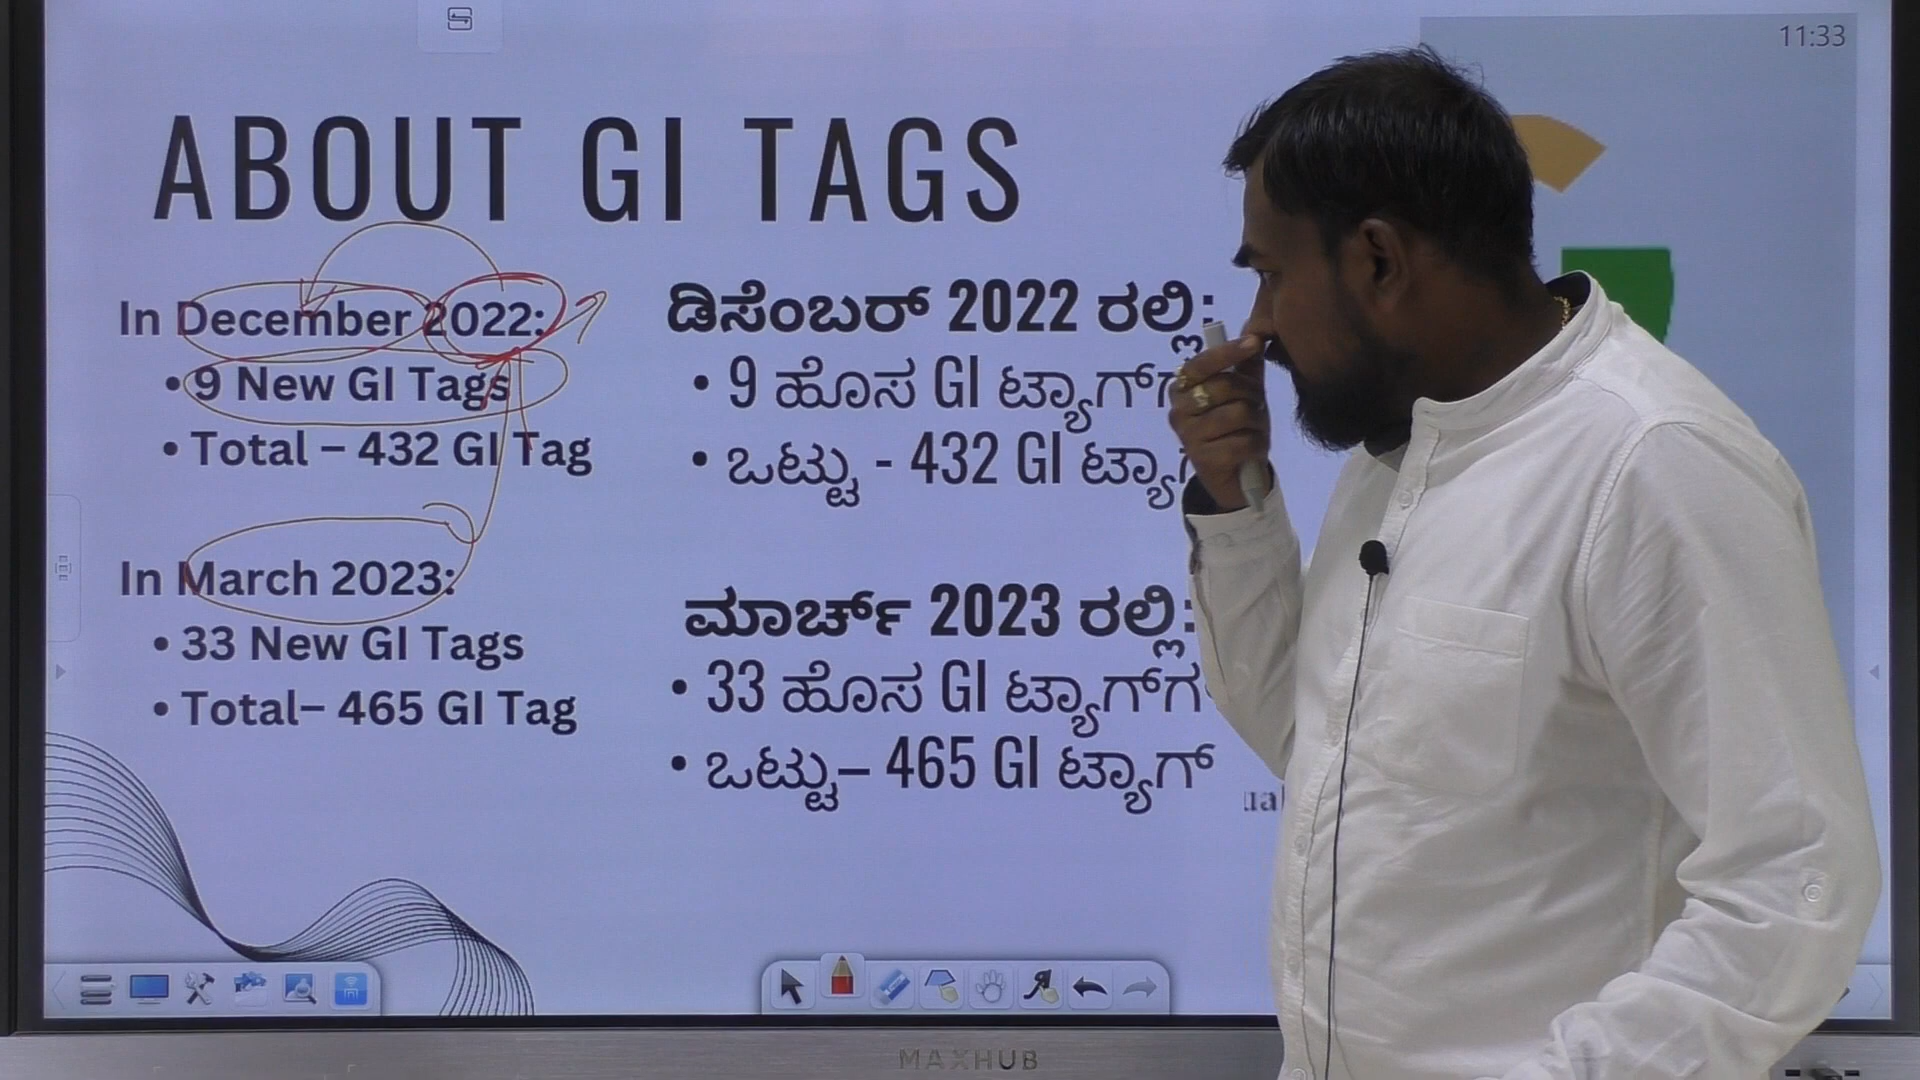 11:33
ABOUT GI TAGS
In December 2022:
• 9 New GI Tags
• Total – 432 GI Tag
In March 2023:
• 33 New GI Tags
• Total– 465 GI Tag
ಡಿಸೆಂಬರ್ 2022 ರಲ್ಲಿ:
• 9 ಹೊಸ GI
• ಒಟ್ಟು - 432 GI
ಮಾರ್ಚ್ 2023 ರಲ್ಲಿ:
• 33 ಹೊಸ GI
• ಒಟ್ಟು– 465 GI ಟ್ಯಾಗ್
MAXHUB